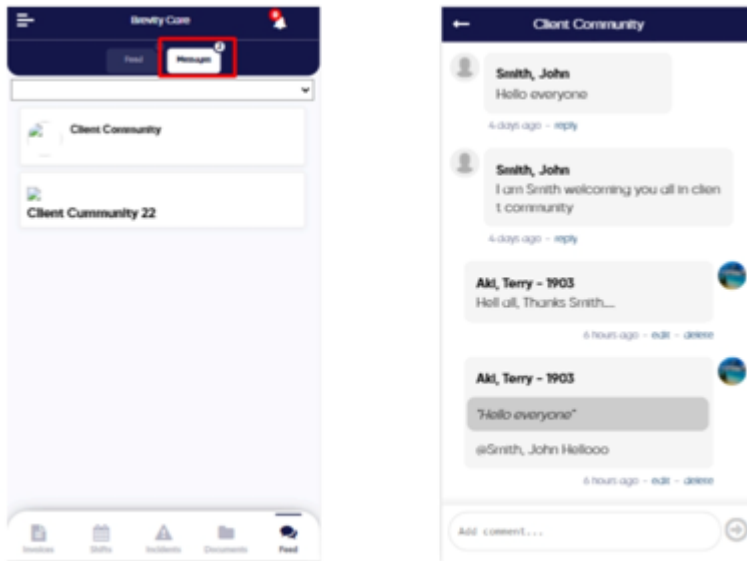 Brevity Care
Feed
Messages
2
Client Community
Client Cummunity 22
Invoices
Shifts
Incidents
Documents
Feed
Client Community
Smith, John
Hello everyone
4 days ago - reply
Smith, John
I am Smith welcoming you all in clien
t community
4 days ago - reply
Aki, Terry - 1903
Hell all, Thanks Smith....
6 hours ago - edit - delete
Aki, Terry - 1903
"Hello everyone"
@Smith, John Hellooo
6 hours ago - edit - delete
Add comment...